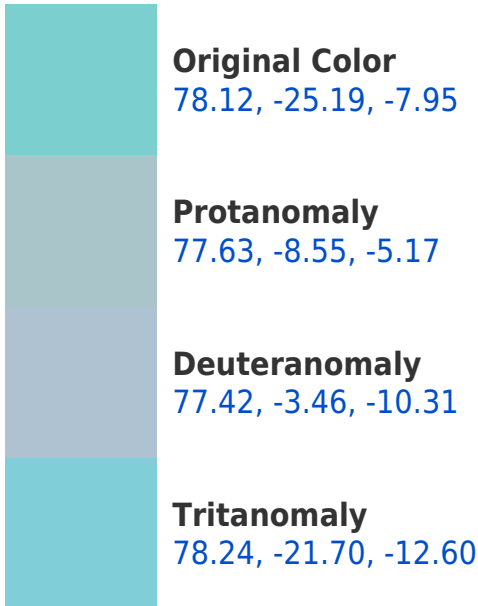 Original Color
78.12, -25.19, -7.95
Protanomaly
77.63, -8.55, -5.17
Deuteranomaly
77.42, -3.46, -10.31
Tritanomaly
78.24, -21.70, -12.60